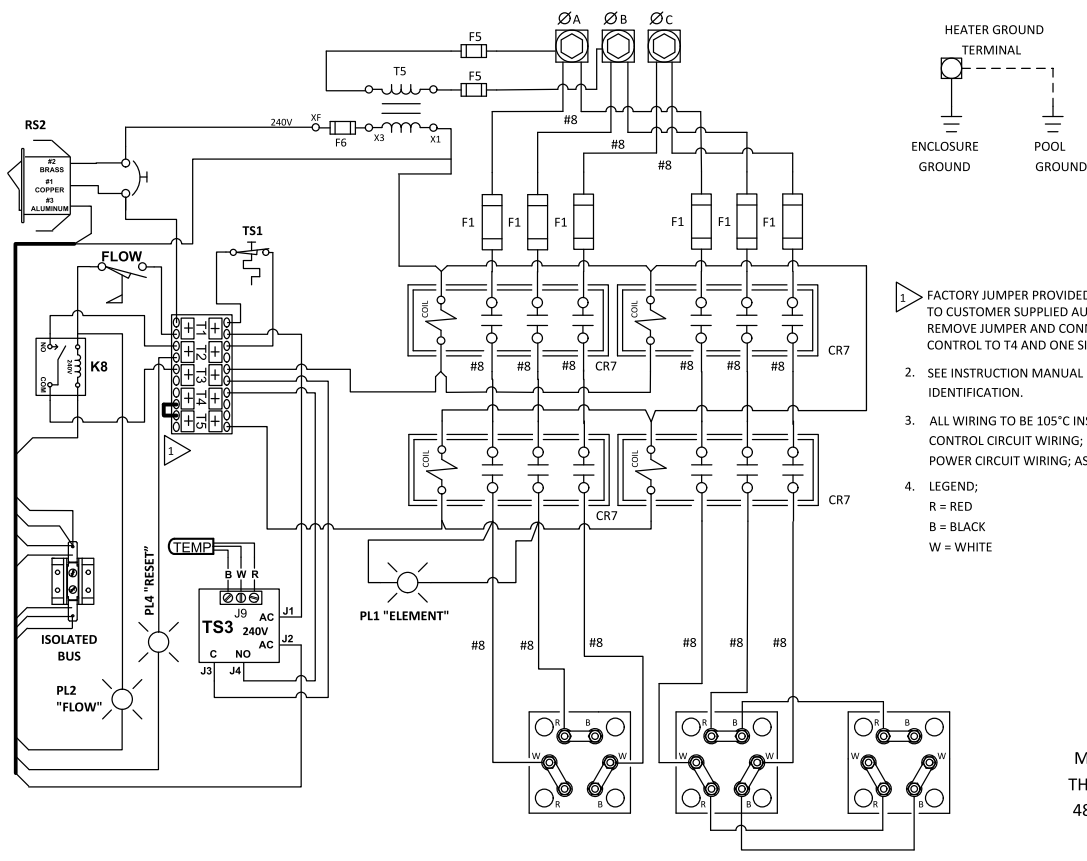 ØA ØB ØC
F5
T5
F5
240V
XF
F6
X3
X1
#8
#8
#8
HEATER GROUND
TERMINAL
ENCLOSURE
GROUND
POOL
GROUND
RS2
#2
BRASS
#1
COPPER
#3
ALUMINUM
F1
F1
F1
F1
F1
F1
TS1
FLOW
NO
240V
COM
K8
T1
T2
T3
T4
T5
1
COIL
COIL
#8
#8
#8
CR7
#8
#8
#8
CR7
COIL
COIL
CR7
CR7
1 FACTORY JUMPER PROVIDED
TO CUSTOMER SUPPLIED AU
REMOVE JUMPER AND CONN
CONTROL TO T4 AND ONE SI
2. SEE INSTRUCTION MANUAL
IDENTIFICATION.
3. ALL WIRING TO BE 105°C INS
CONTROL CIRCUIT WIRING;
POWER CIRCUIT WIRING; AS
4. LEGEND;
R = RED
B = BLACK
W = WHITE
TEMP
B W R
J9
TS3
240V
AC
AC
J1
J2
C NO
J3 J4
PL4 "RESET"
ISOLATED
BUS
PL2
"FLOW"
PL1 "ELEMENT"
#8
#8
#8
#8
#8
#8
R B
W W
R B
R B
W W
R B
R B
W W
R B
M
TH
48